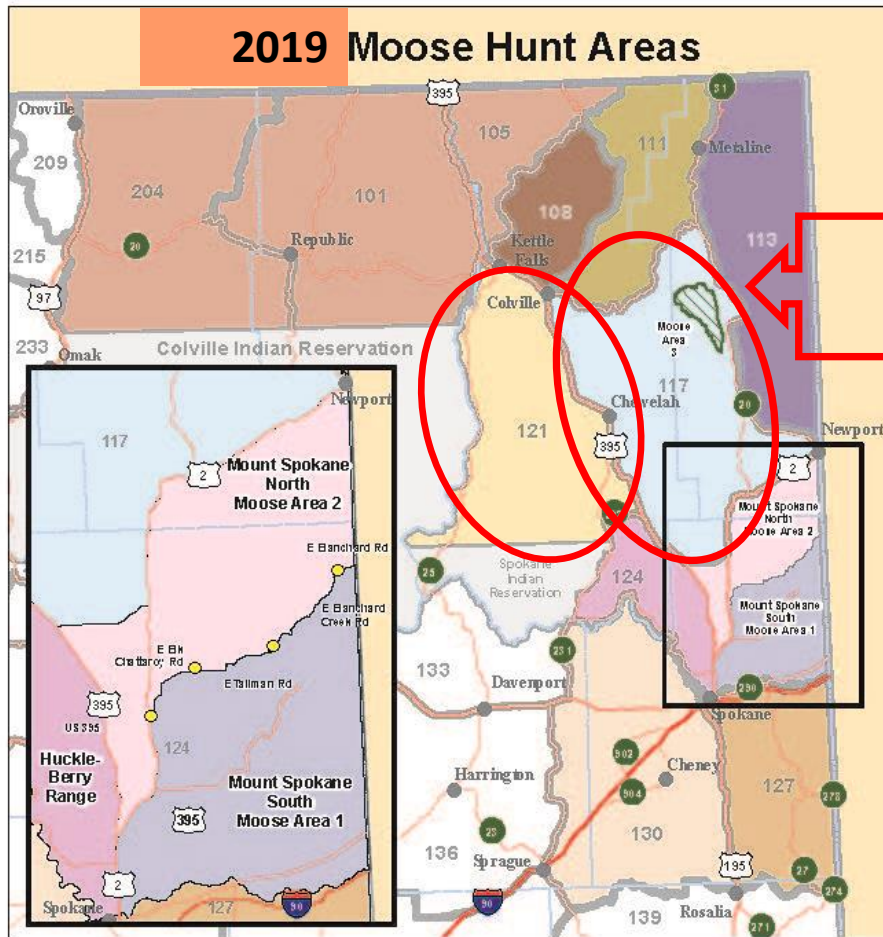 2019 Moose Hunt Areas
Oroville
395
31
209
204
105
111
Metaline
101
108
113
20
Republic
Kettle
Falls
215
97
Colville
Moose
Area
3
233
Omak
Colville Indian Reservation
117
Chewelah
20
121
395
Newport
2
Mount Spokane
North
Moose Area 2
Spokane
Indian
Reservation
25
124
Mount Spokane
South
Moose Area 1
231
133
290
Davenport
Spokane
902
Cheney
127
Harrington
904
278
130
23
136
Sprague
195
27
274
90
Rosalia
139
271
Newport
117
2
Mount Spokane
North
Moose Area 2
E Blanchard Rd
E Blanchard
Creek Rd
E Elk
Chattaroy Rd
E Tallman Rd
395
US 395
124
Huckle-
Berry
Range
Mount Spokane
South
Moose Area 1
395
2
Spokane
127
90